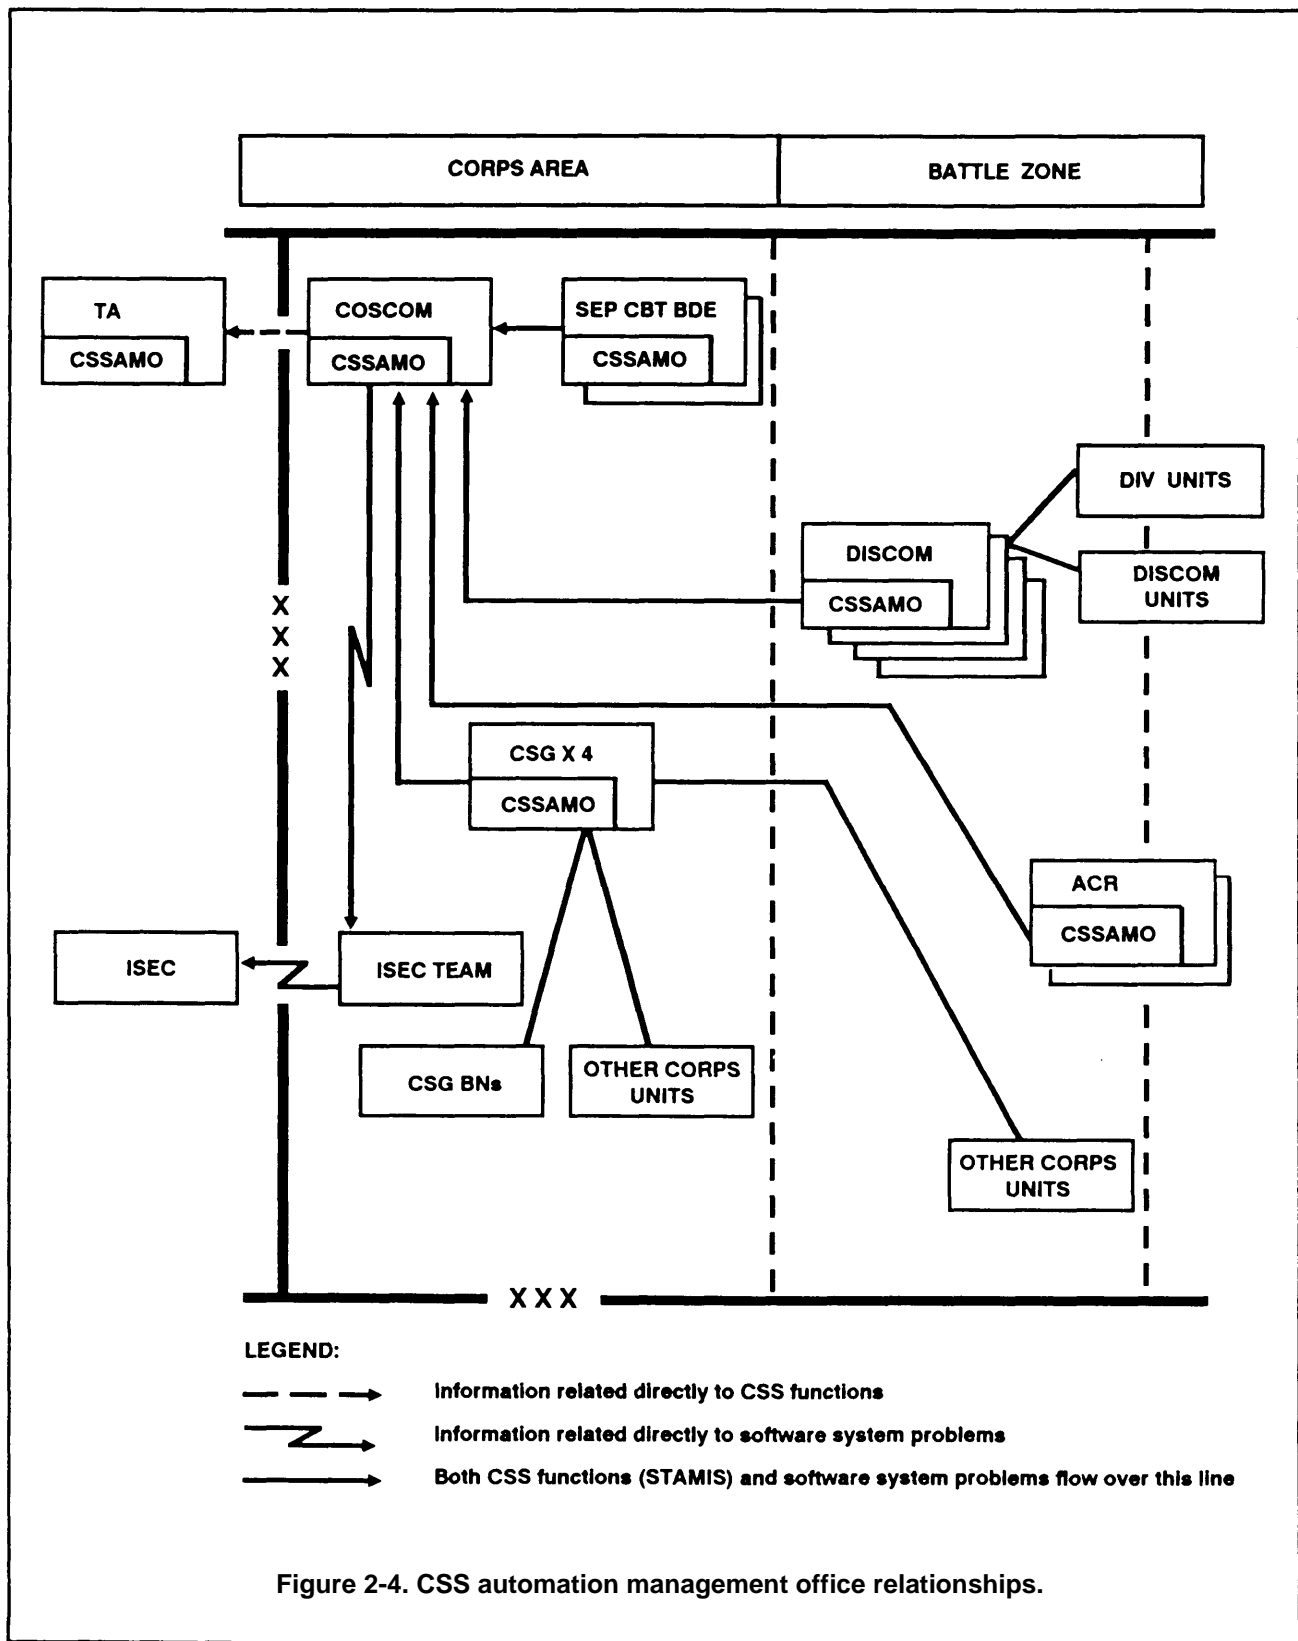 CORPS AREA
BATTLE ZONE
TA
CSSAMO
COSCOM
CSSAMO
SEP CBT BDE
CSSAMO
DIV UNITS
DISCOM
CSSAMO
DISCOM
UNITS
X
X
X
CSG X 4
CSSAMO
ACR
CSSAMO
ISEC
ISEC TEAM
CSG BNs
OTHER CORPS
UNITS
OTHER CORPS
UNITS
X X X
LEGEND:
Information related directly to CSS functions
Information related directly to software system problems
Both CSS functions (STAMIS) and software system problems flow over this line
Figure 2-4. CSS automation management office relationships.